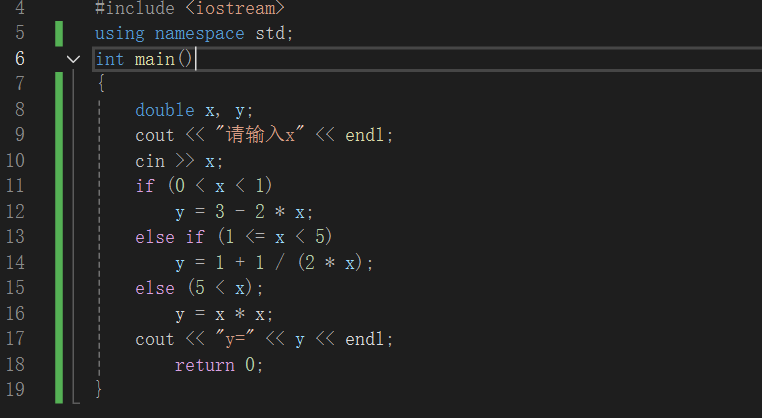 4 #include <iostream>
5 using namespace std;
6 int main()
7 {
8 double x, y;
9 cout << "请输入x" << endl;
10 cin >> x;
11 if (0 < x < 1)
12 y = 3 - 2 * x;
13 else if (1 <= x < 5)
14 y = 1 + 1 / (2 * x);
15 else (5 < x);
16 y = x * x;
17 cout << "y=" << y << endl;
18 return 0;
19 }